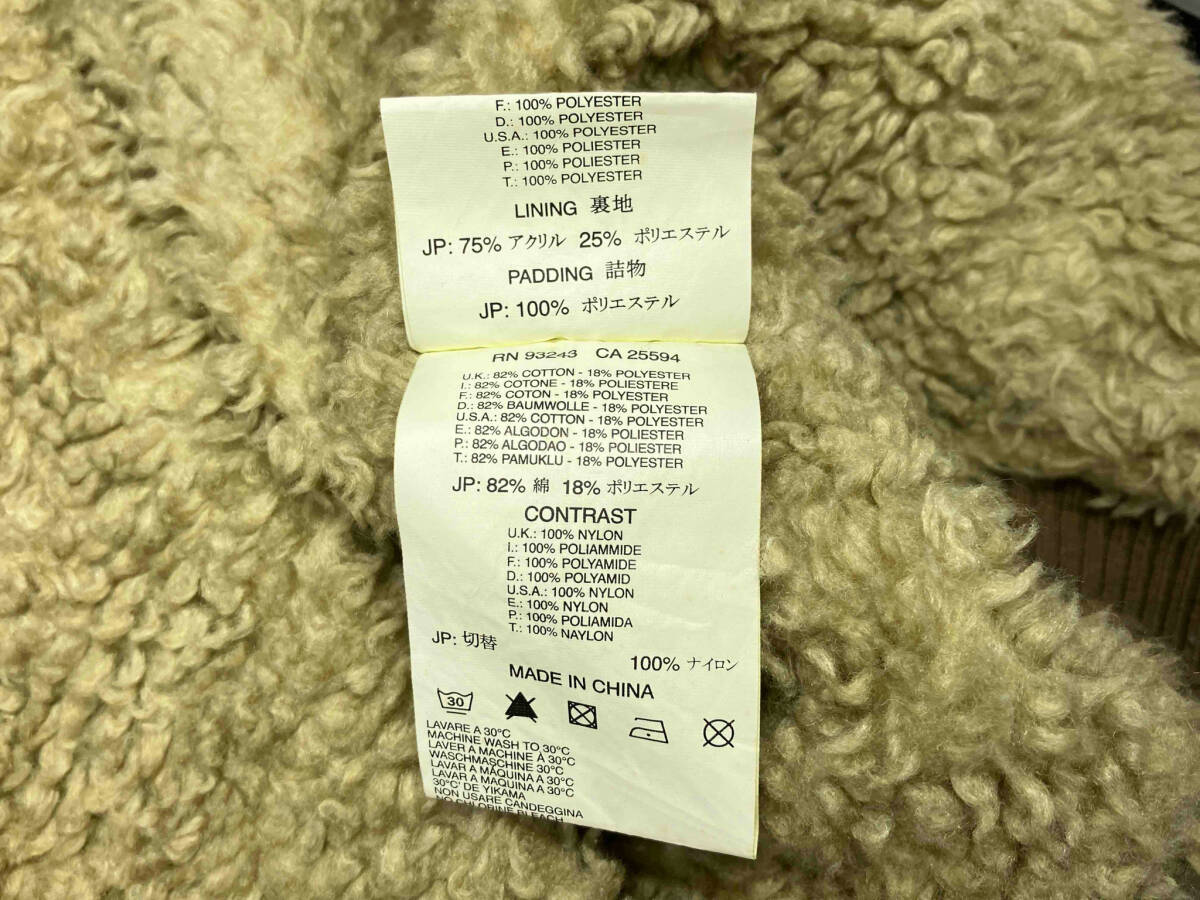 F.: 100% POLYESTER
D.: 100% POLYESTER
U.S.A.: 100% POLYESTER
E.: 100% POLIESTER
P.: 100% POLIESTER
T.: 100% POLYESTER
LINING 裏地
JP: 75% アクリル 25% ポリエステル
PADDING 詰物
JP: 100% ポリエステル
RN 93243 CA 25594
U.K.: 82% COTTON - 18% POLYESTER
I.: 82% COTONE - 18% POLIESTERE
F.: 82% COTON - 18% POLYESTER
D.: 82% BAUMWOLLE - 18% POLYESTER
U.S.A.: 82% COTTON - 18% POLYESTER
E.: 82% ALGODON - 18% POLIESTER
P.: 82% ALGODAO - 18% POLIESTER
T.: 82% PAMUKLU - 18% POLYESTER
JP: 82% 綿 18% ポリエステル
CONTRAST
U.K.: 100% NYLON
I.: 100% POLIAMMIDE
F.: 100% POLYAMIDE
D.: 100% POLYAMID
U.S.A.: 100% NYLON
E.: 100% NYLON
P.: 100% POLIAMIDA
T.: 100% NAYLON
JP: 切替
100% ナイロン
MADE IN CHINA
30
LAVARE A 30°C
MACHINE WASH TO 30°C
LAVER A MACHINE À 30°C
WASCHMASCHINE 30°C
LAVAR A MÁQUINA A 30°C
LAVAR A MAQUINA A 30°C
30°C' DE YIKAMA
NON USARE CANDEGGINA
NO CHLORINE BLEACH